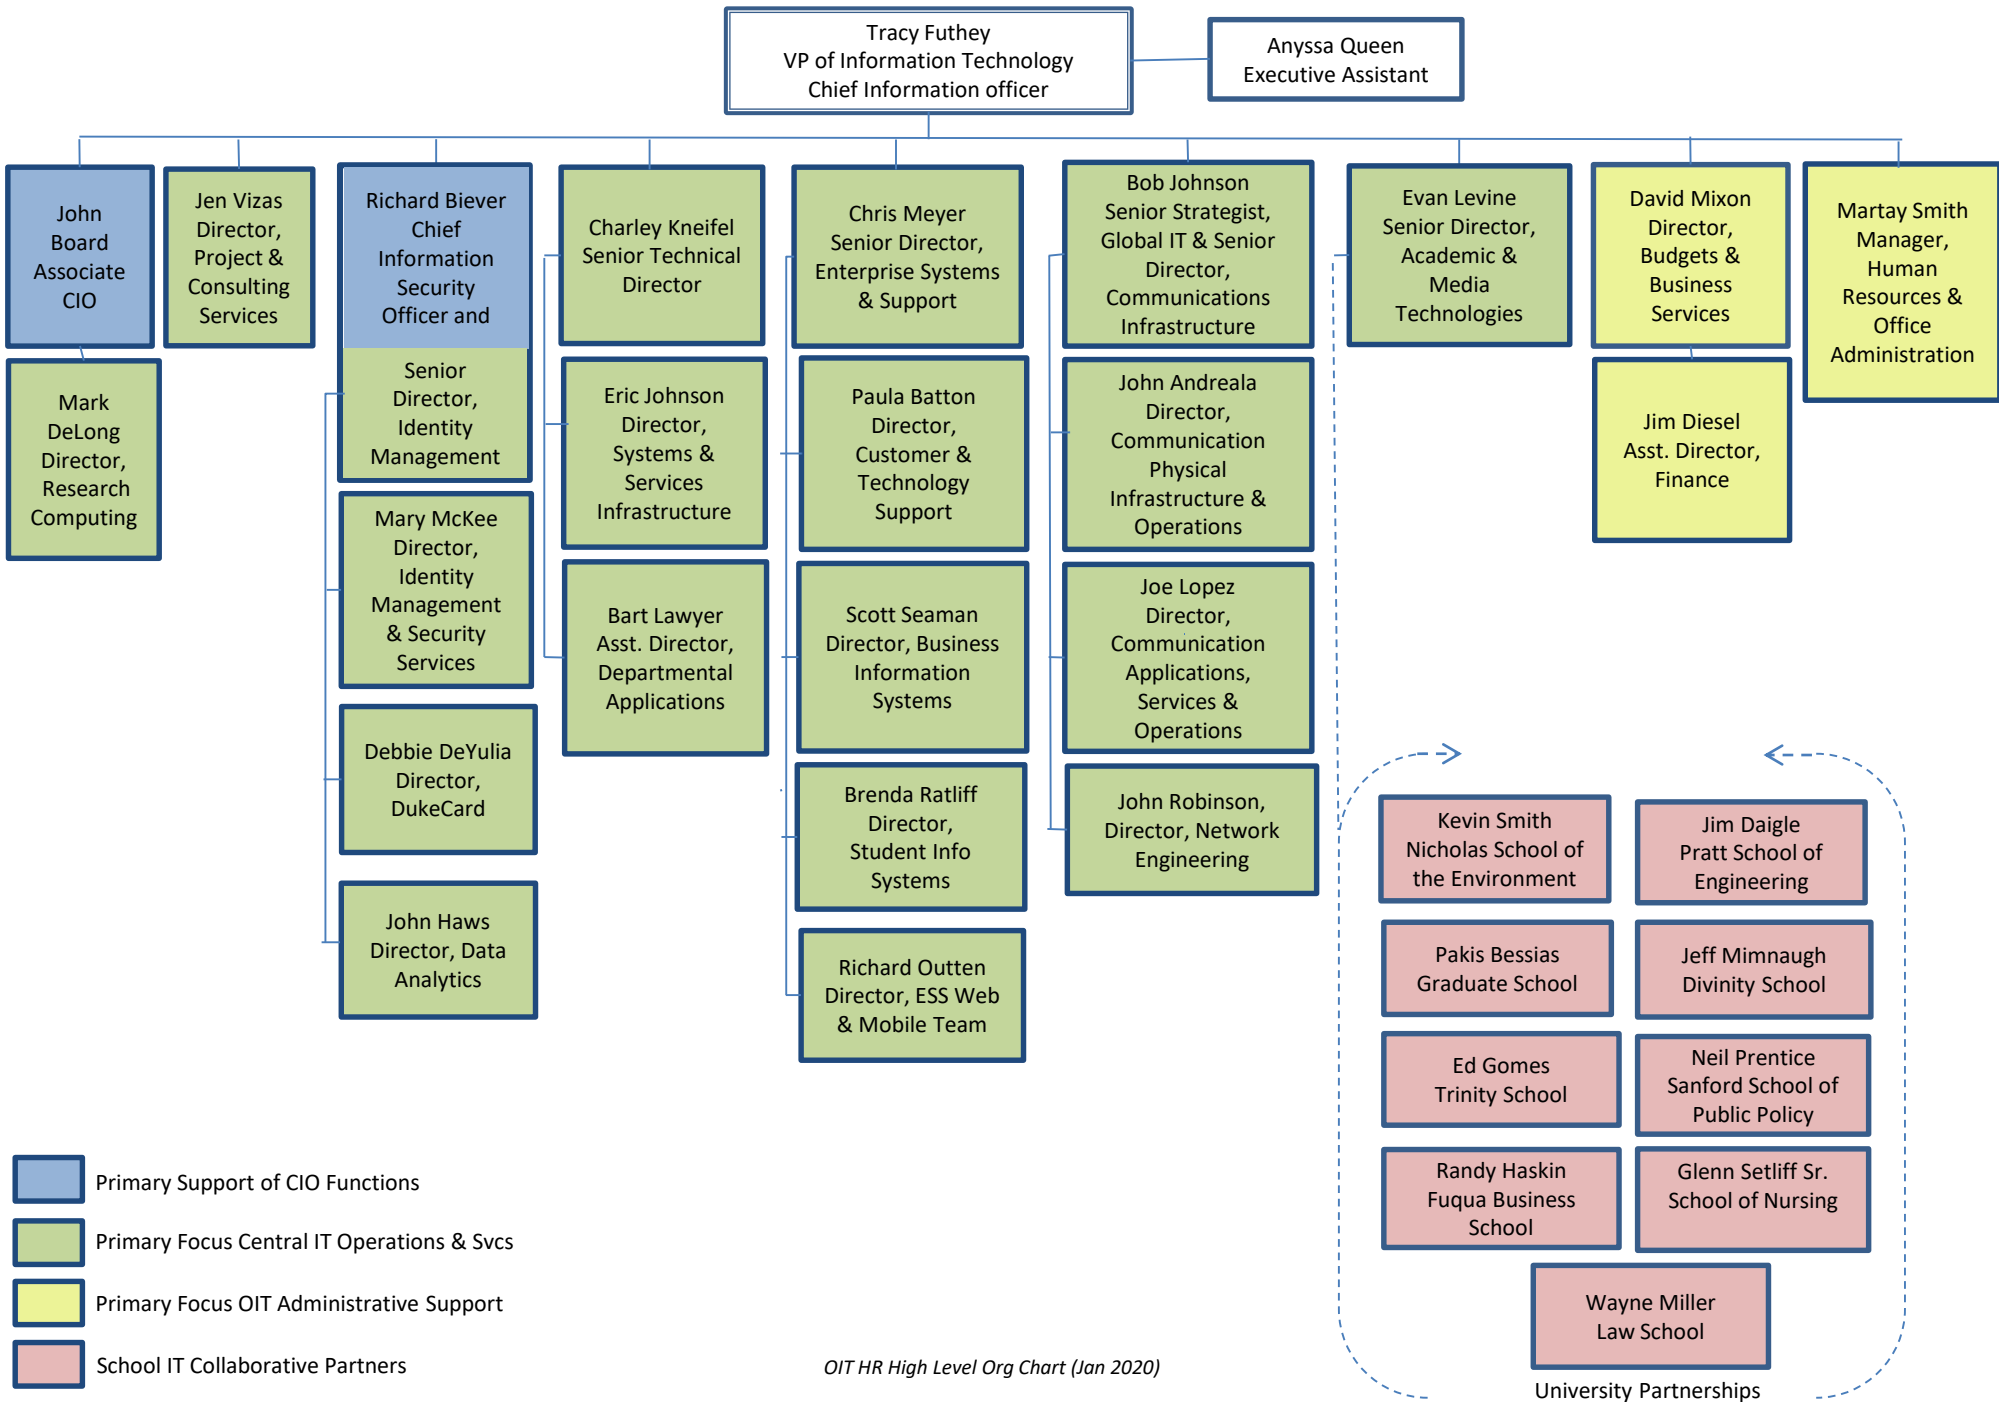 Tracy Futhey
VP of Information Technology
Chief Information officer
Anyssa Queen
Executive Assistant
John
Board
Associate
CIO
Mark
DeLong
Director,
Research
Computing
Jen Vizas
Director,
Project &
Consulting
Services
Richard Biever
Chief
Information
Security
Officer and
Senior
Director,
Identity
Management
Mary McKee
Director,
Identity
Management
& Security
Services
Debbie DeYulia
Director,
DukeCard
John Haws
Director, Data
Analytics
Charley Kneifel
Senior Technical
Director
Eric Johnson
Director,
Systems &
Services
Infrastructure
Bart Lawyer
Asst. Director,
Departmental
Applications
Chris Meyer
Senior Director,
Enterprise Systems
& Support
Paula Batton
Director,
Customer &
Technology
Support
Scott Seaman
Director, Business
Information
Systems
Brenda Ratliff
Director,
Student Info
Systems
Richard Outten
Director, ESS Web
& Mobile Team
Bob Johnson
Senior Strategist,
Global IT & Senior
Director,
Communications
Infrastructure
John Andreala
Director,
Communication
Physical
Infrastructure &
Operations
Joe Lopez
Director,
Communication
Applications,
Services &
Operations
John Robinson,
Director, Network
Engineering
Evan Levine
Senior Director,
Academic &
Media
Technologies
David Mixon
Director,
Budgets &
Business
Services
Jim Diesel
Asst. Director,
Finance
Martay Smith
Manager,
Human
Resources &
Office
Administration
Kevin Smith
Nicholas School of
the Environment
Jim Daigle
Pratt School of
Engineering
Pakis Bessias
Graduate School
Jeff Mimnaugh
Divinity School
Ed Gomes
Trinity School
Neil Prentice
Sanford School of
Public Policy
Randy Haskin
Fuqua Business
School
Glenn Setliff Sr.
School of Nursing
Wayne Miller
Law School
University Partnerships
Primary Support of CIO Functions
Primary Focus Central IT Operations & Svcs
Primary Focus OIT Administrative Support
School IT Collaborative Partners
OIT HR High Level Org Chart (Jan 2020)